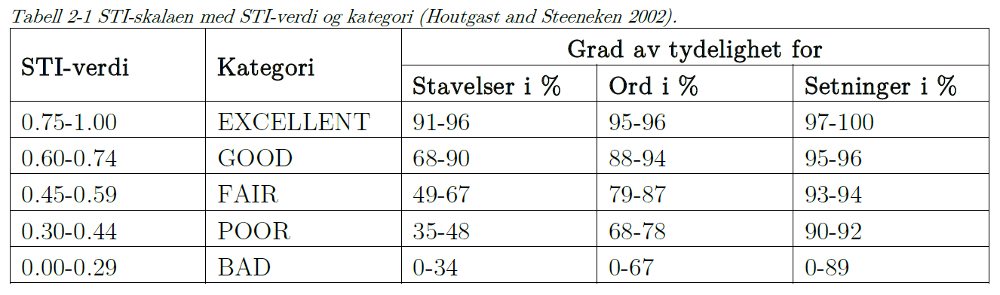 Tabell 2-1 STI-skalaen med STI-verdi og kategori (Houtgast and Steeneken 2002).
STI-verdi Kategori Grad av tydelighet for
Stavelser i % Ord i % Setninger i %
0.75-1.00 EXCELLENT 91-96 95-96 97-100
0.60-0.74 GOOD 68-90 88-94 95-96
0.45-0.59 FAIR 49-67 79-87 93-94
0.30-0.44 POOR 35-48 68-78 90-92
0.00-0.29 BAD 0-34 0-67 0-89